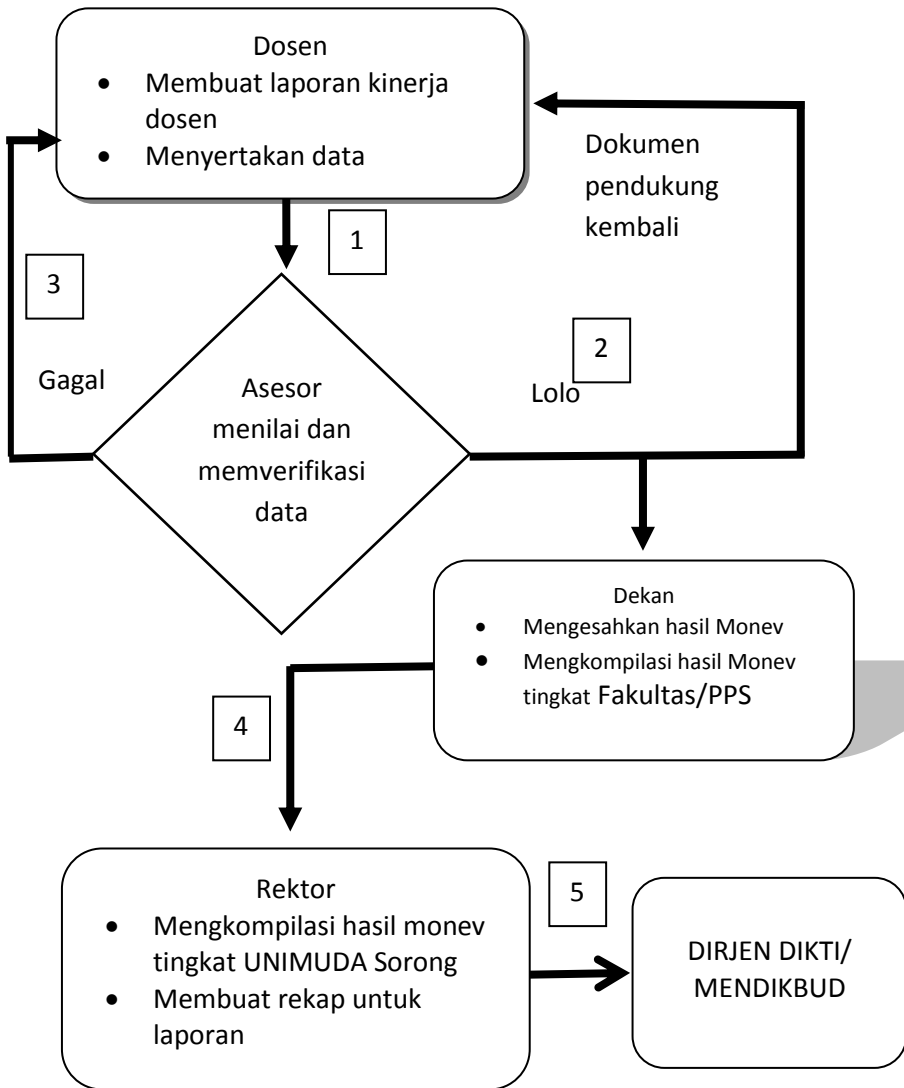 Dosen
• Membuat laporan kinerja
dosen
• Menyertakan data
Dokumen
pendukung
kembali
1
3
2
Gagal
Lolo
Asesor
menilai dan
memverifikasi
data
Dekan
• Mengesahkan hasil Monev
• Mengkompilasi hasil Monev
tingkat Fakultas/PPS
4
Rektor
• Mengkompilasi hasil monev
tingkat UNIMUDA Sorong
• Membuat rekap untuk
laporan
5
DIRJEN DIKTI/
MENDIKBUD